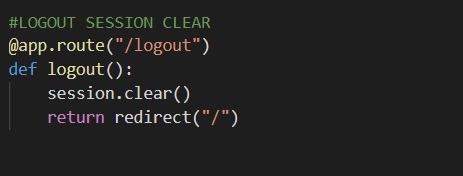 #LOGOUT SESSION CLEAR
@app.route("/logout")
def logout():
    session.clear()
    return redirect("/")